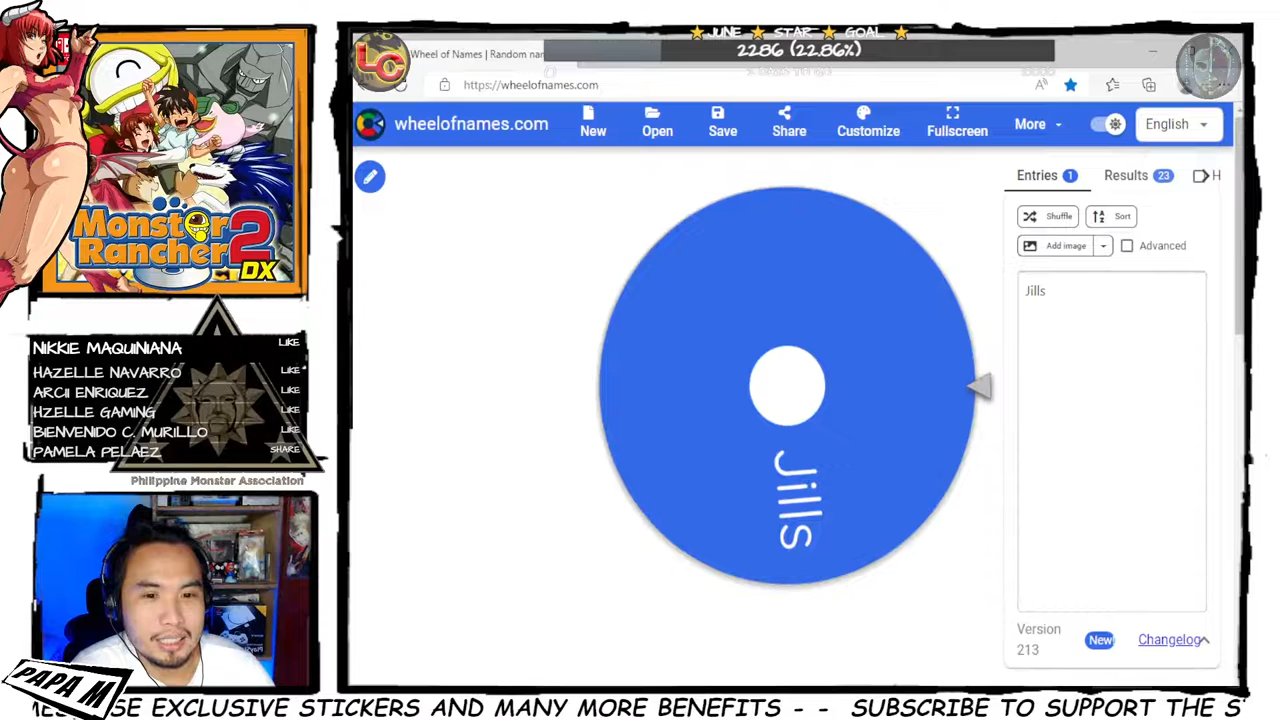 JUNE STAR GOAL
2286 (22.86%)
Wheel of Names | Random nar
https://wheelofnames.com
wheelofnames.com
New
Open
Save
Share
Customize
Fullscreen
More
English
Entries 1
Results 23
H
Shuffle
Sort
Add image
Advanced
Jills
Jills
Version
213
New!
Changelog
LC
Monster
Rancher 2
DX
NIKKIE MAQUINIANA LIKE
HAZELLE NAVARRO LIKE
ARCII ENRIQUEZ LIKE
HZELLE GAMING LIKE
BIENVENIDO C. MURILLO LIKE
PAMELA PELAEZ SHARE
Philippine Monster Association
PAPA M
SE EXCLUSIVE STICKERS AND MANY MORE BENEFITS - - SUBSCRIBE TO SUPPORT THE S